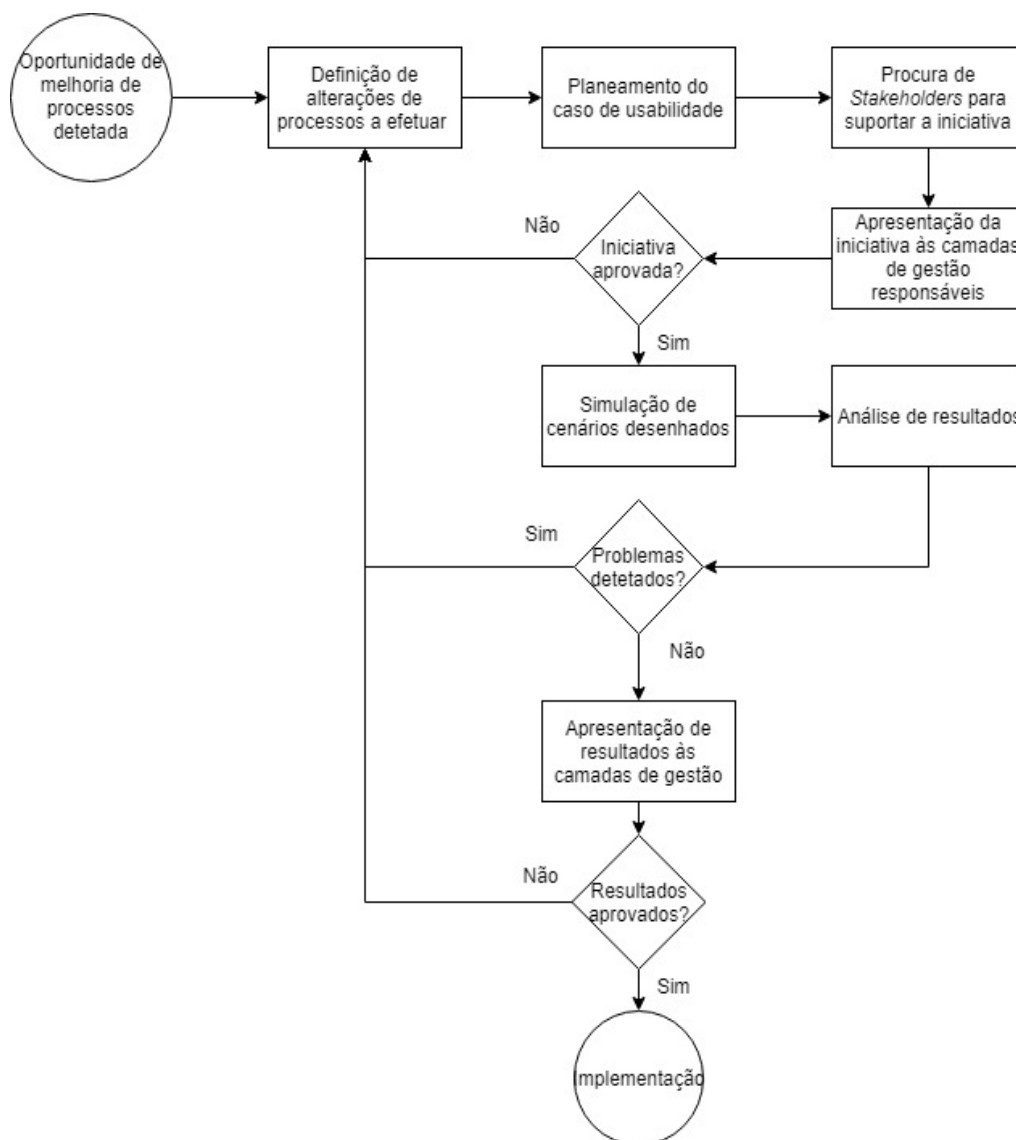 Oportunidade de
melhoria de
processos
detetada
Definição de
alterações de
processos a efetuar
Planeamento do
caso de usabilidade
Procura de
Stakeholders para
suportar a iniciativa
Apresentação da
iniciativa às camadas
de gestão
responsáveis
Iniciativa
aprovada?
Não
Sim
Simulação de
cenários desenhados
Análise de resultados
Problemas
detetados?
Sim
Não
Apresentação de
resultados às
camadas de gestão
Resultados
aprovados?
Não
Sim
Implementação